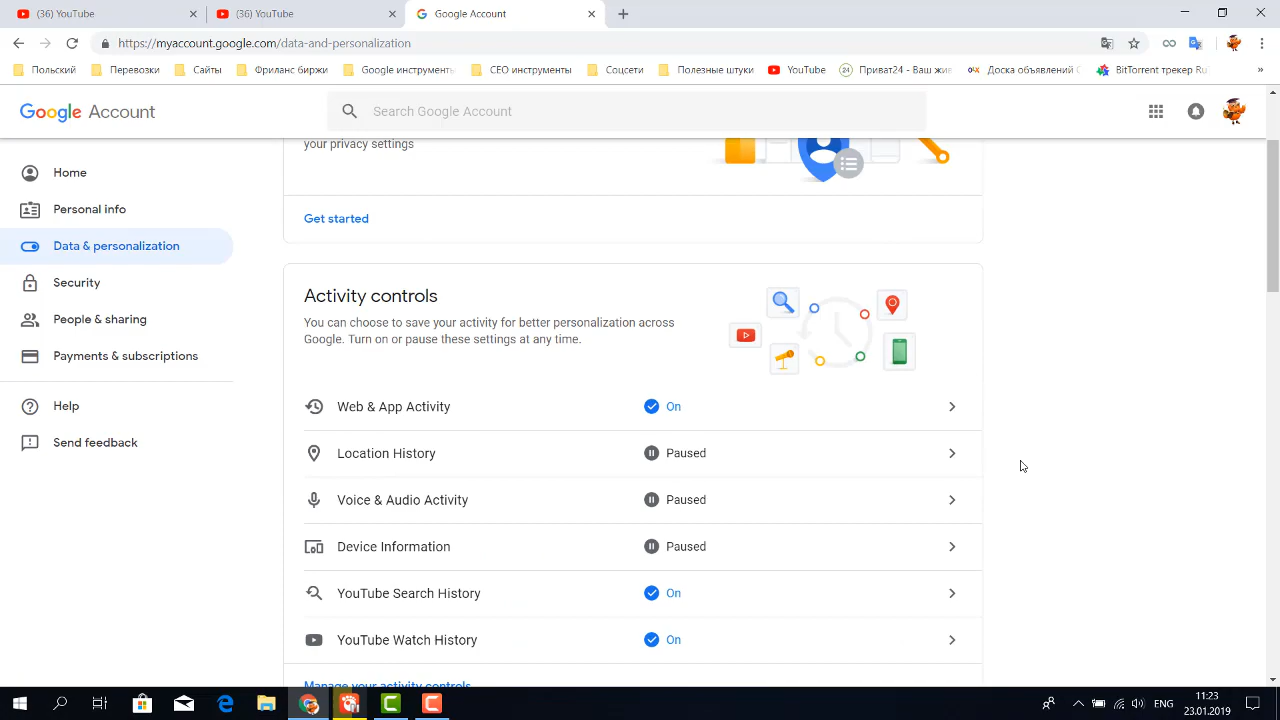 (36) YouTube
(36) YouTube
Google Account
https://myaccount.google.com/data-and-personalization
Польский
Перевозки
Сайты
Фриланс биржи
Google инструменты
СЕО инструменты
Соцсети
Полезные штуки
YouTube
Приват24 - Ваш жив
Доска объявлений
BitTorrent трекер Ru
»
Google Account
Search Google Account
Home
Personal info
Data & personalization
Security
People & sharing
Payments & subscriptions
Help
Send feedback
your privacy settings
Get started
Activity controls
You can choose to save your activity for better personalization across
Google. Turn on or pause these settings at any time.
Web & App Activity
On
Location History
Paused
Voice & Audio Activity
Paused
Device Information
Paused
YouTube Search History
On
YouTube Watch History
On
Manage your activity controls
ENG
11:23
23.01.2019